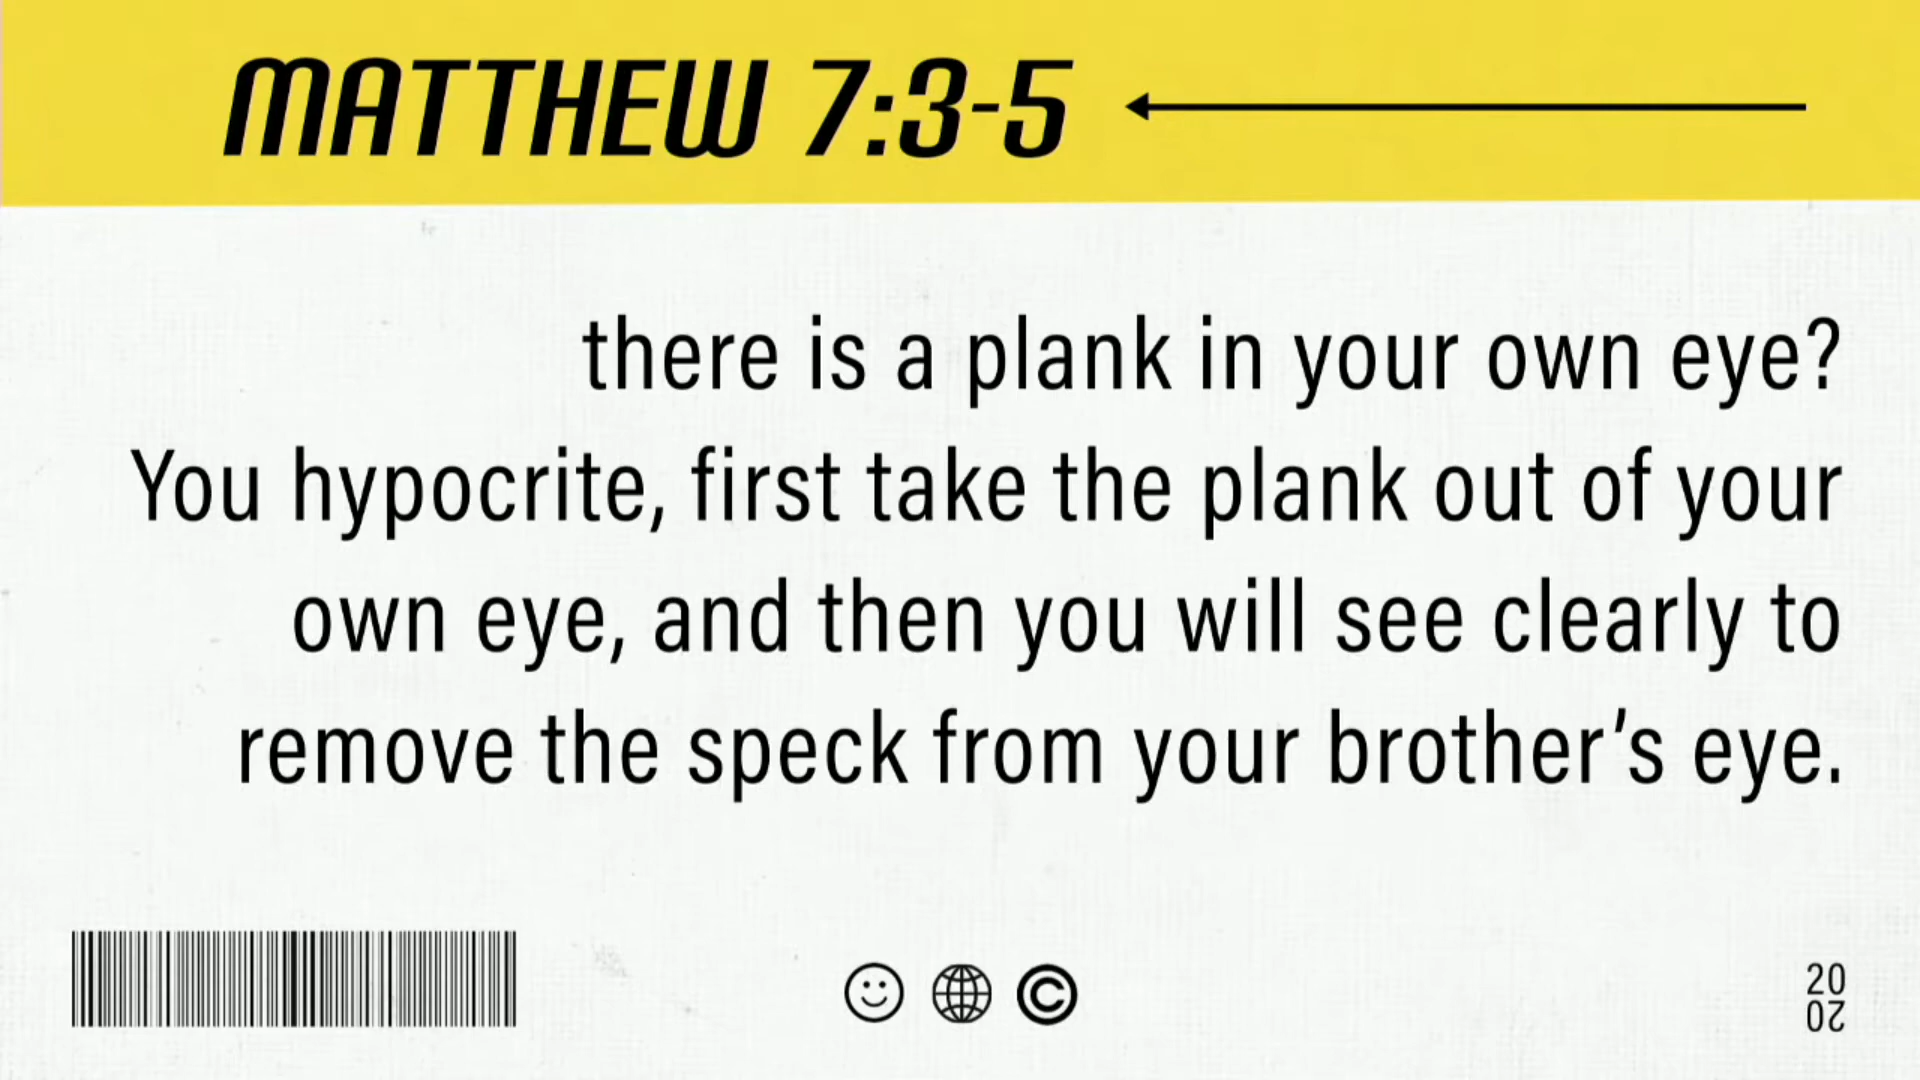 MATTHEW 7:3-5
there is a plank in your own eye?
You hypocrite, first take the plank out of your
own eye, and then you will see clearly to
remove the speck from your brother’s eye.
©
20
20